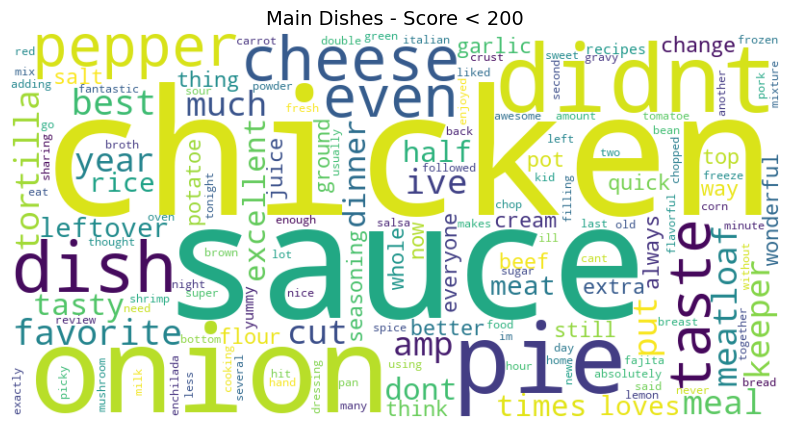 Main Dishes - Score < 200
red pepper carrot double green italian garlic recipes change sweet frozen
mix salt thing cheese crust liked gravy second didnt pork mixture
adding fantastic sour powder even enjoyed awesome amount tomatoe another
tortilla best much fresh back left bean
go year broth juice ground usually half pot two chopped top
sharing rice chicken ive followed kid quick way freeze wonderful
eat potatoe tonight dinner chop filling corn
leftover oven excellent enough salsa cream makes last old flavorful minute
thought whole now everyone ill always
dish brown lot sauce beef cant taste meatloaf without
night seasoning meat sugar extra keeper
tasty shrimp super yummy nice together
need review spice better food still put breast
favorite bottom flour cut amp im day
exactly picky mushroom milk less enchilada cooking several hit hand dressing pan using hour home new fajita absolutely said never bread
onion many dont think pie times loves lemon meal